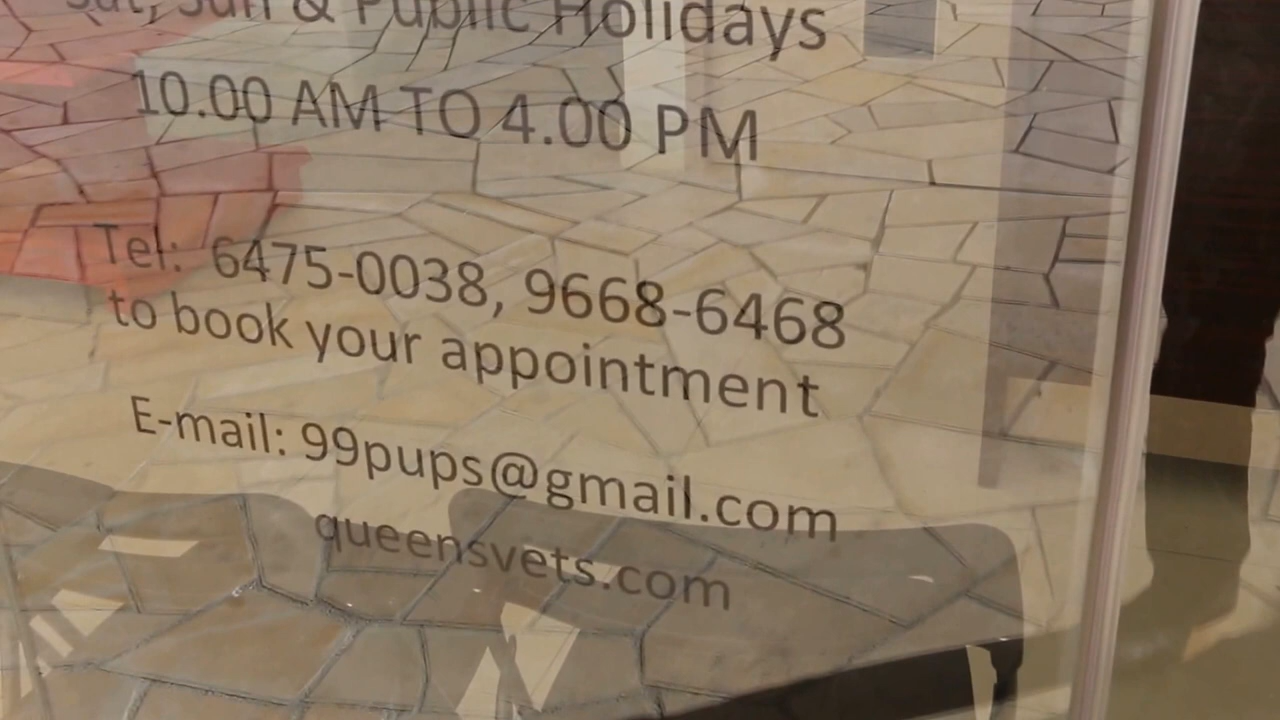 Sat, Sun & Public Holidays
10.00 AM TO 4.00 PM
Tel: 6475-0038, 9668-6468
to book your appointment
E-mail: 99pups@gmail.com
queensvets.com